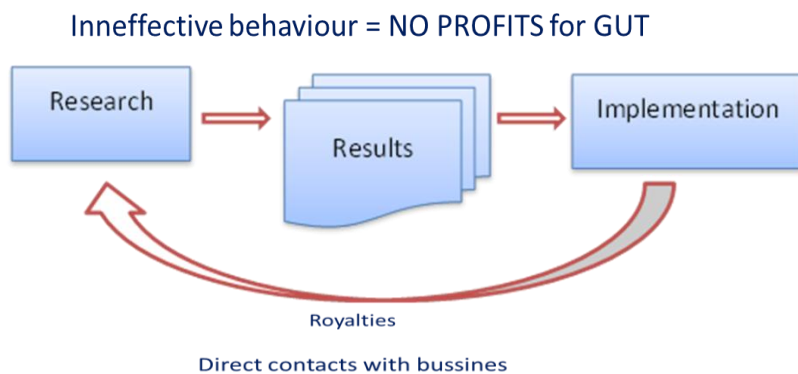 Inneffective behaviour = NO PROFITS for GUT
Research
Results
Implementation
Royalties
Direct contacts with bussines